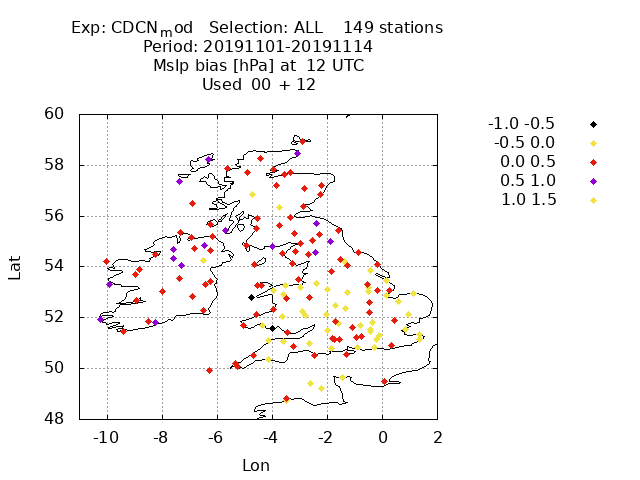 Exp: CDCNmod   Selection: ALL    149 stations
Period: 20191101-20191114
Mslp bias [hPa] at  12 UTC
Used  00 + 12
-1.0 -0.5
-0.5 0.0
0.0 0.5
0.5 1.0
1.0 1.5
60
58
56
54
52
50
48
Lat
-10 -8 -6 -4 -2 0 2
Lon